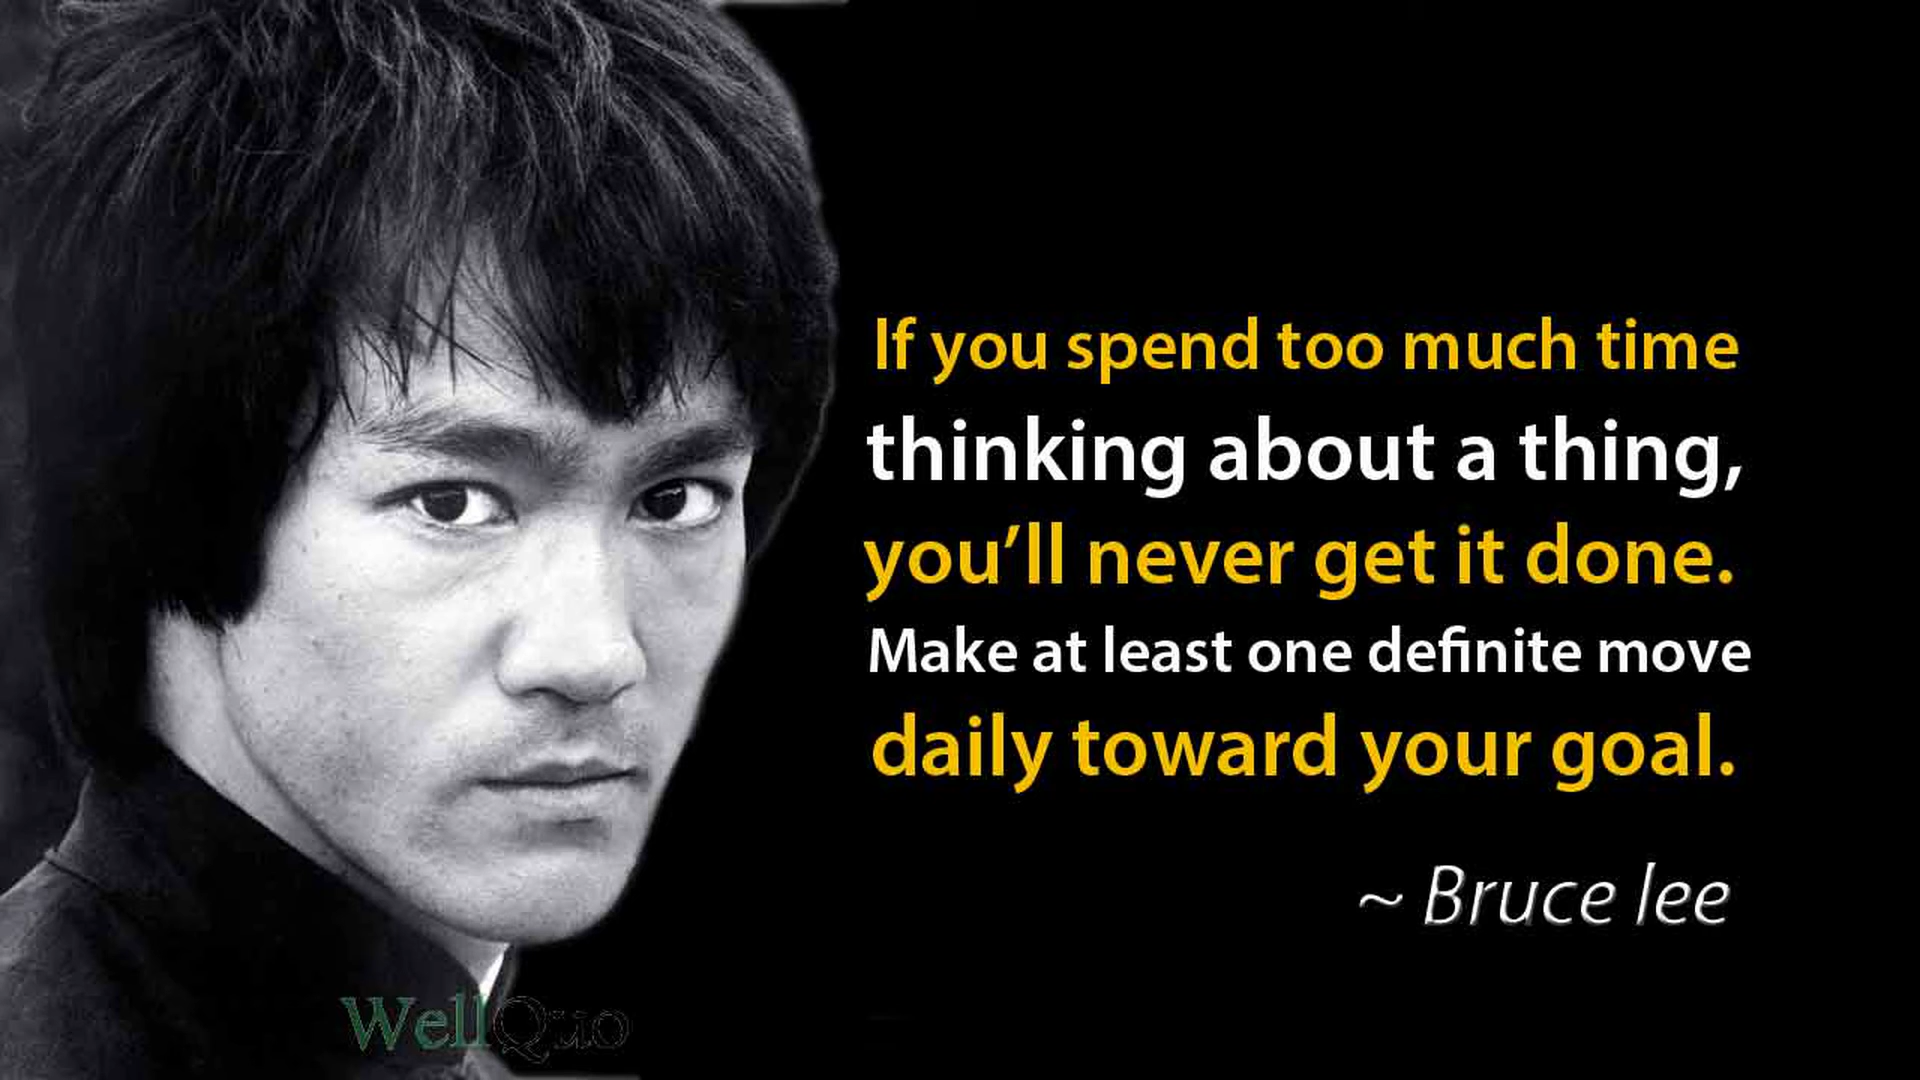 If you spend too much time
thinking about a thing,
you’ll never get it done.
Make at least one definite move
daily toward your goal.
~ Bruce lee
WellQuo